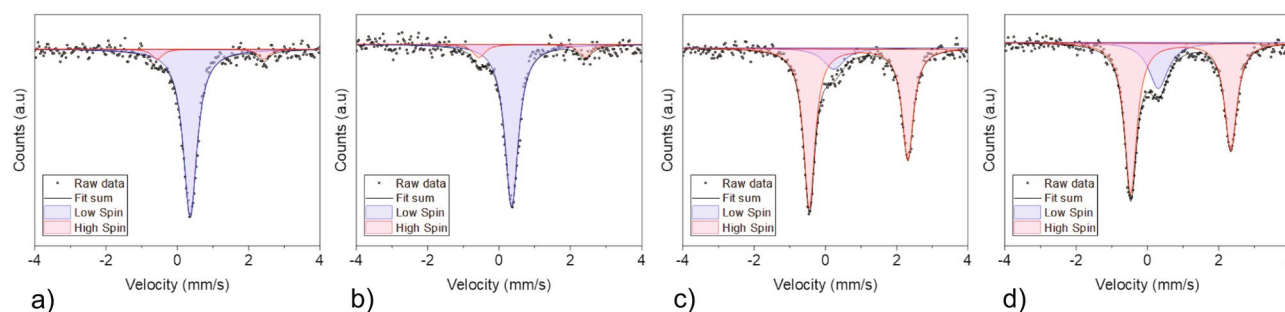 Counts (a.u)
Raw data
Fit sum
Low Spin
High Spin
-4 -2 0 2 4
Velocity (mm/s)
a)
Counts (a.u)
Raw data
Fit sum
Low Spin
High Spin
-4 -2 0 2 4
Velocity (mm/s)
b)
Counts (a.u)
Raw data
Fit sum
Low Spin
High Spin
-4 -2 0 2 4
Velocity (mm/s)
c)
Counts (a.u)
Raw data
Fit sum
Low Spin
High Spin
-4 -2 0 2
Velocity (mm/s)
d)